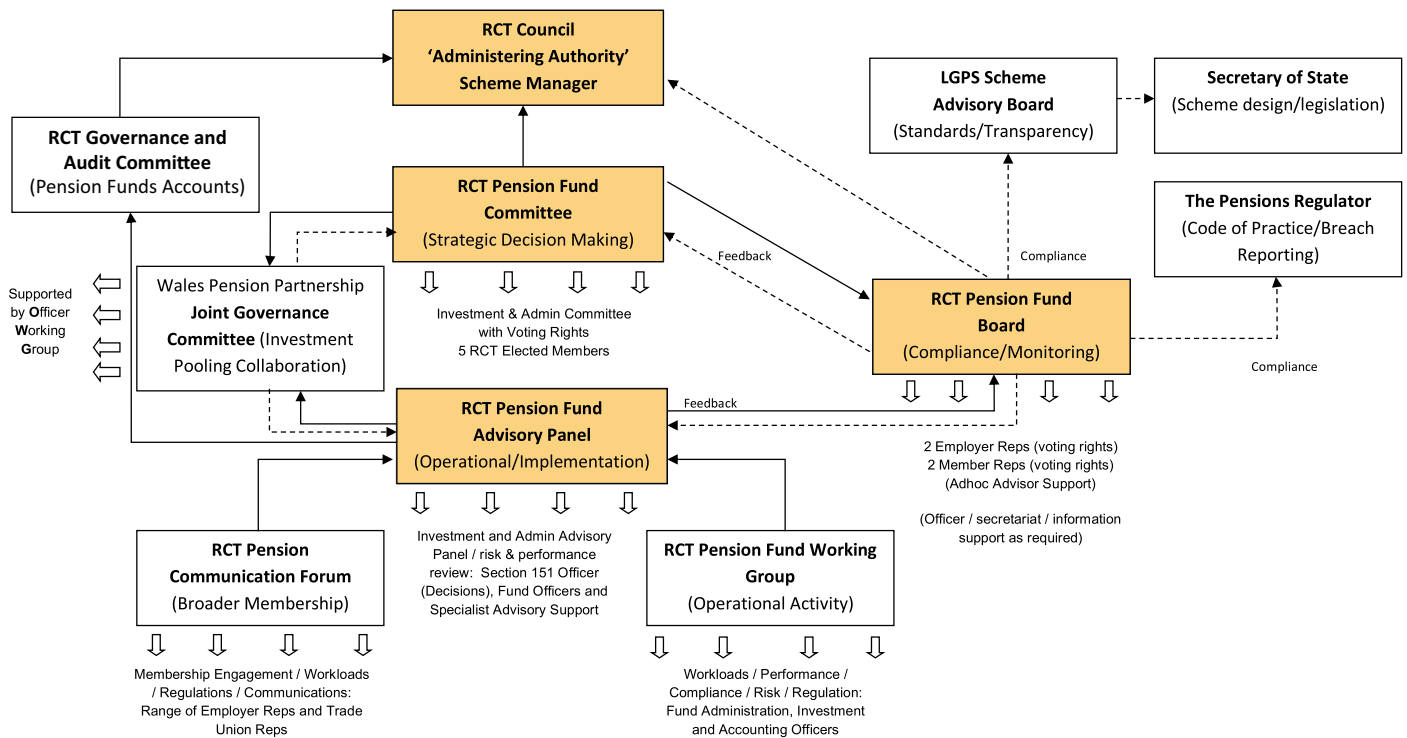 RCT Council
‘Administering Authority’
Scheme Manager
LGPS Scheme
Advisory Board
(Standards/Transparency)
Secretary of State
(Scheme design/legislation)
RCT Governance and
Audit Committee
(Pension Funds Accounts)
RCT Pension Fund
Committee
(Strategic Decision Making)
The Pensions Regulator
(Code of Practice/Breach
Reporting)
Feedback
Compliance
Supported
by Officer
Working
Group
Wales Pension Partnership
Joint Governance
Committee (Investment
Pooling Collaboration)
Investment & Admin Committee
with Voting Rights
5 RCT Elected Members
RCT Pension Fund
Board
(Compliance/Monitoring)
Compliance
RCT Pension Fund
Advisory Panel
(Operational/Implementation)
Feedback
2 Employer Reps (voting rights)
2 Member Reps (voting rights)
(Adhoc Advisor Support)
(Officer / secretariat / information
support as required)
RCT Pension
Communication Forum
(Broader Membership)
Investment and Admin Advisory
Panel / risk & performance
review: Section 151 Officer
(Decisions), Fund Officers and
Specialist Advisory Support
RCT Pension Fund Working
Group
(Operational Activity)
Membership Engagement / Workloads
/ Regulations / Communications:
Range of Employer Reps and Trade
Union Reps
Workloads / Performance /
Compliance / Risk / Regulation:
Fund Administration, Investment
and Accounting Officers